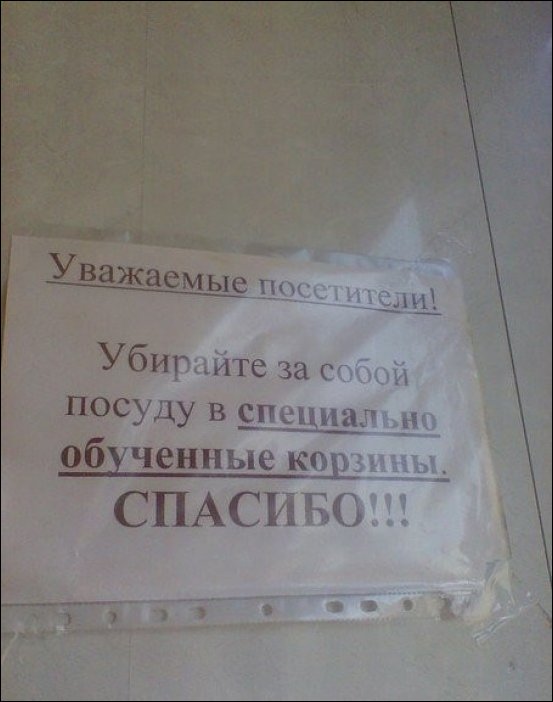 Уважаемые посетители!
Убирайте за собой
посуду в специально
обученные корзины.
СПАСИБО!!!